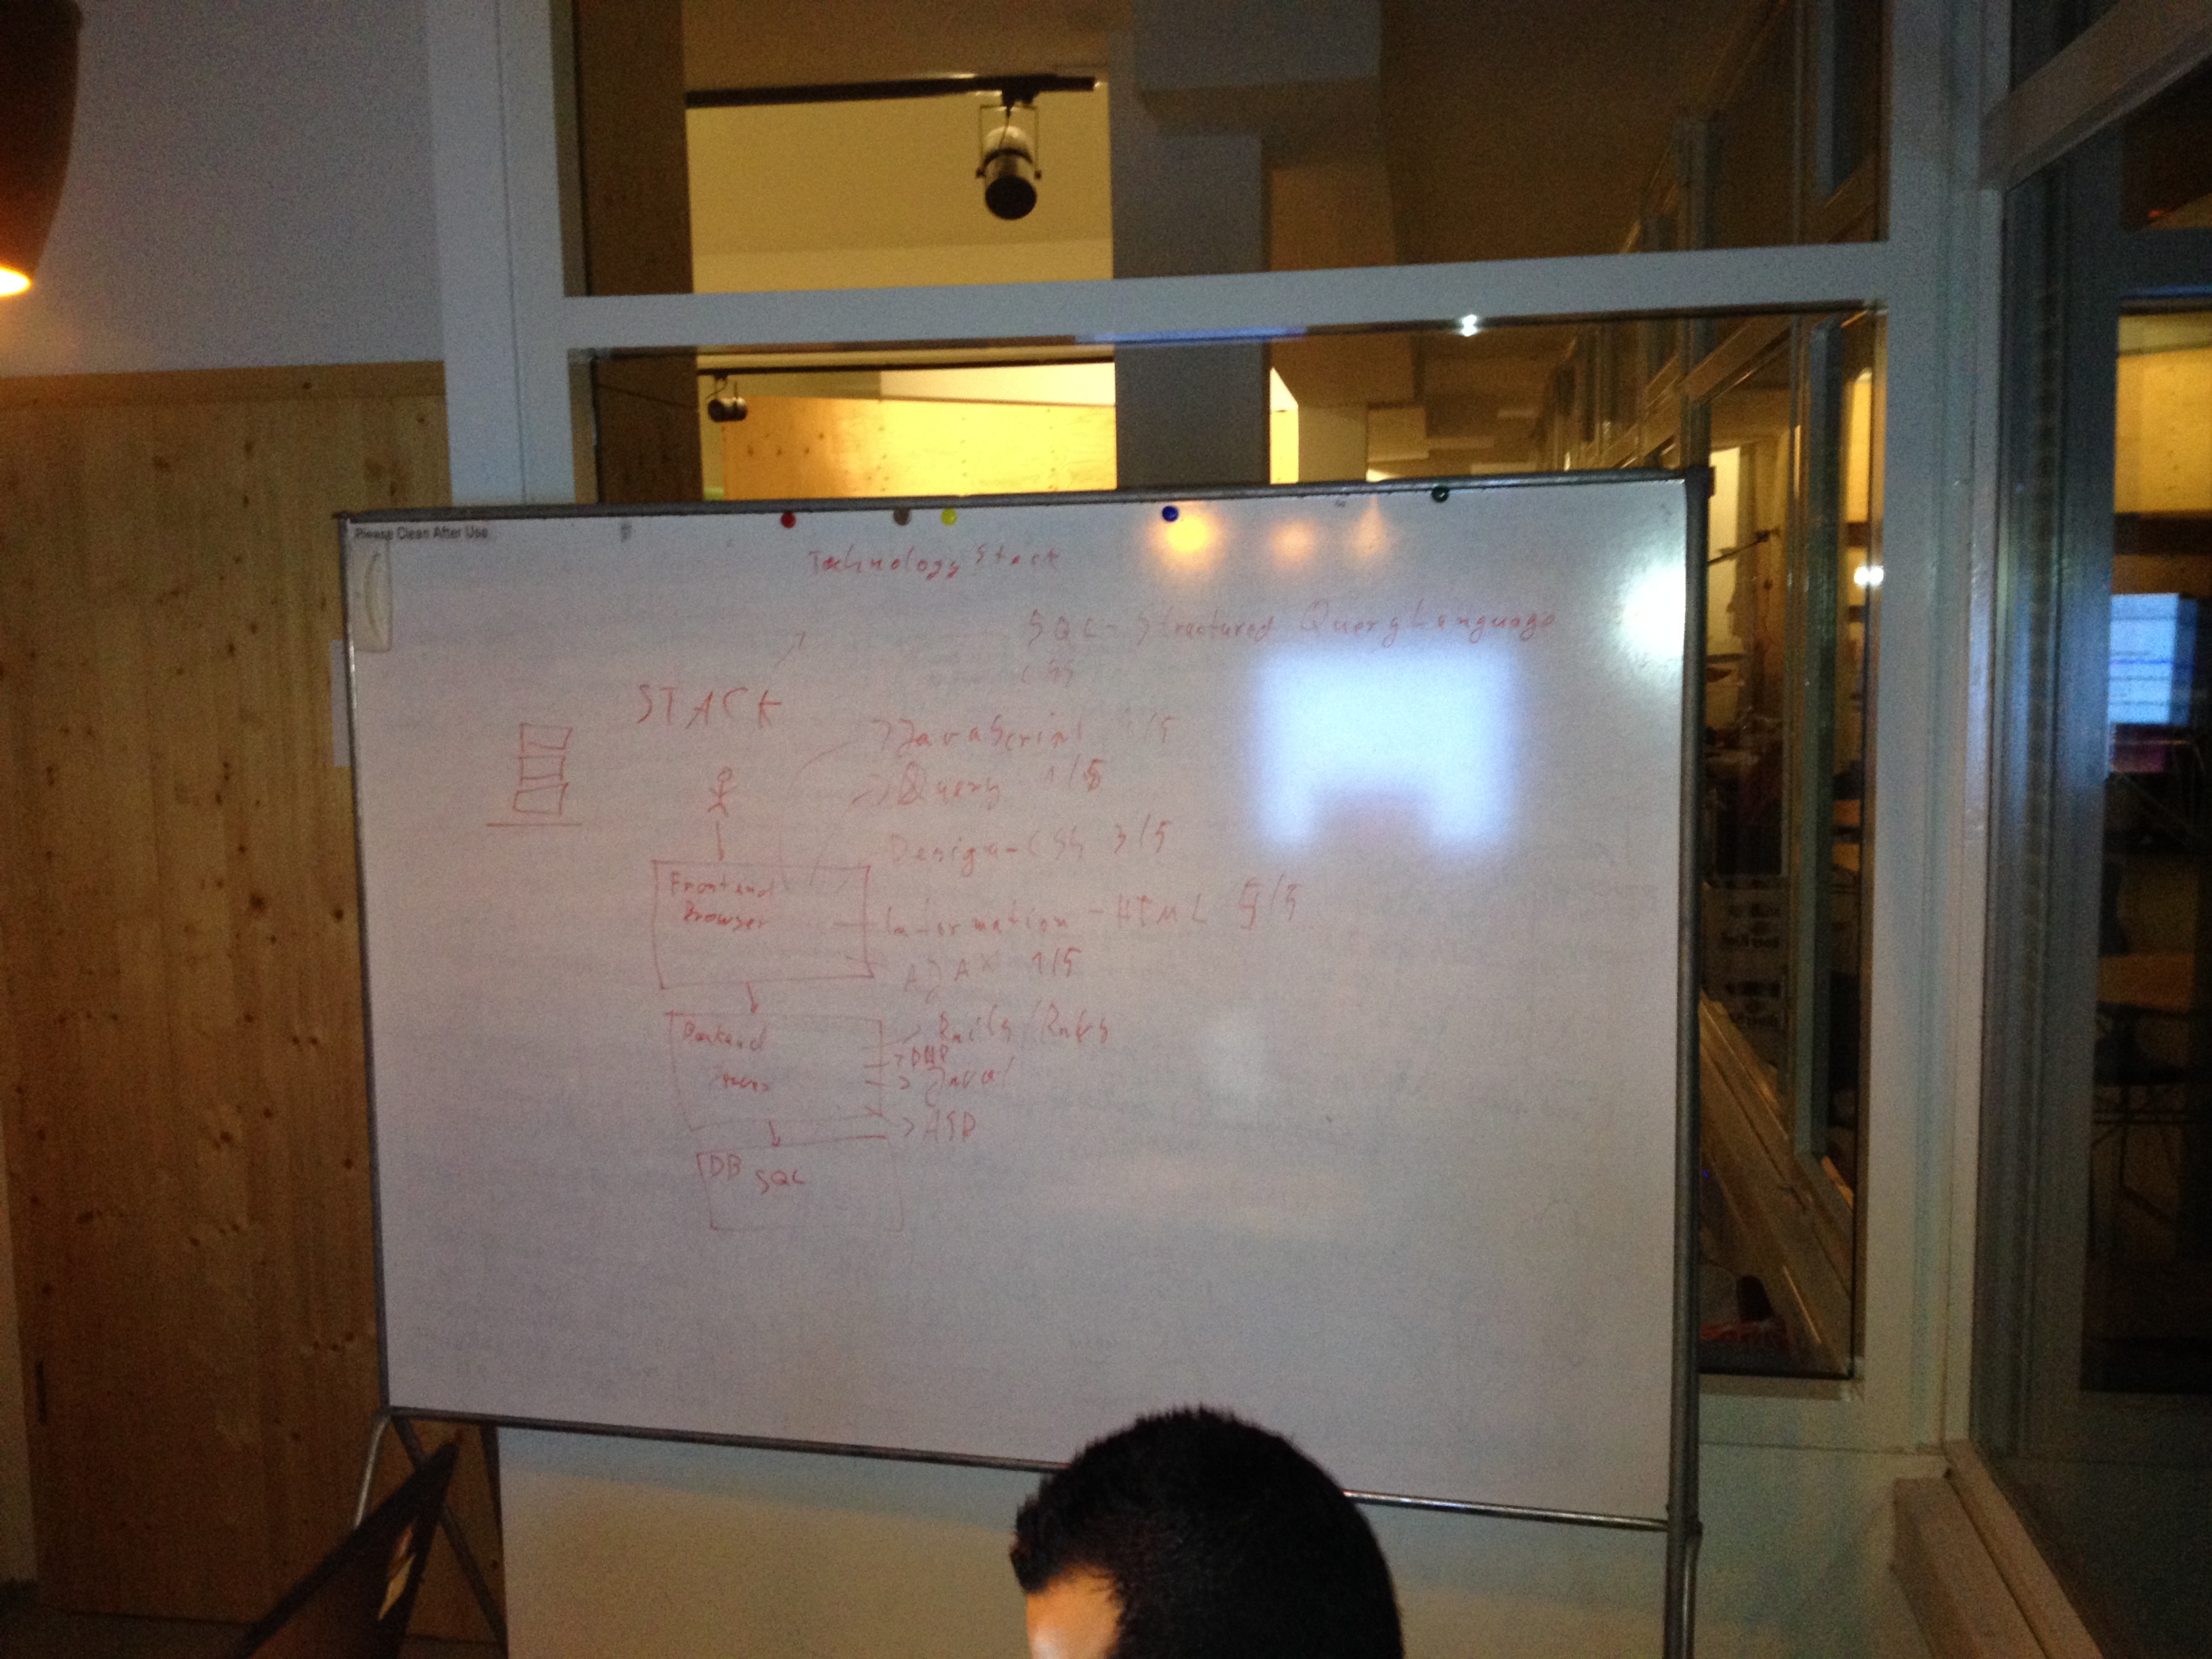 Please Clean After Use
Technology Stack
SQL - Structured Query Language
CSS
STACK
JavaScript 1/5
jQuery 1/5
Design - CSS 3/5
Frontend
Browser
Information - HTML 5/5
AJAX 1/5
Backend
Rails/Ruby
PHP
Java
ASP
DB SQL